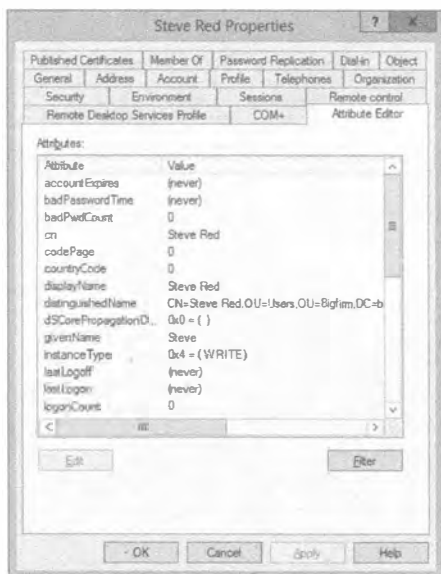 Steve Red Properties
?
x
Published Certificates Member Of Password Replication Dial-in Object
General Address Account Profile Telephones Organization
Security Environment Sessions Remote control
Remote Desktop Services Profile COM+ Attribute Editor
Attributes:
Attribute Value
accountExpires (never)
badPasswordTime (never)
badPwdCount 0
cn Steve Red
codePage 0
countryCode 0
displayName Steve Red
distinguishedName CN=Steve Red,OU=Users,OU=Bigfirm,DC=b
dSCorePropagationD... 0x0 = ( )
givenName Steve
instanceType 0x4 = ( WRITE )
lastLogoff (never)
lastLogon (never)
logonCount 0
Edit Filter
OK Cancel Apply Help